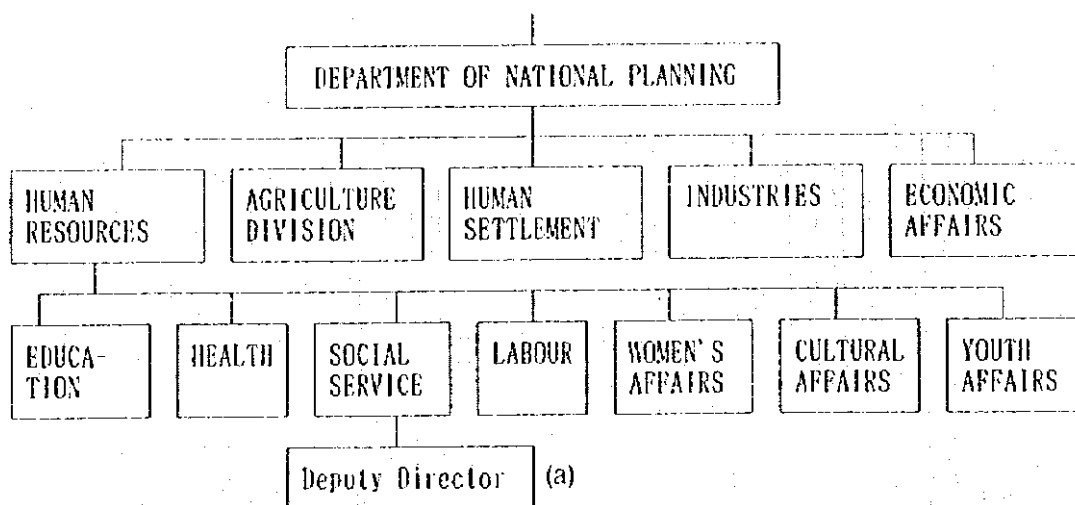 DEPARTMENT OF NATIONAL PLANNING
HUMAN
RESOURCES
AGRICULTURE
DIVISION
HUMAN
SETTLEMENT
INDUSTRIES
ECONOMIC
AFFAIRS
EDUCA-
TION
HEALTH
SOCIAL
SERVICE
LABOUR
WOMEN'S
AFFAIRS
CULTURAL
AFFAIRS
YOUTH
AFFAIRS
Deputy Director (a)